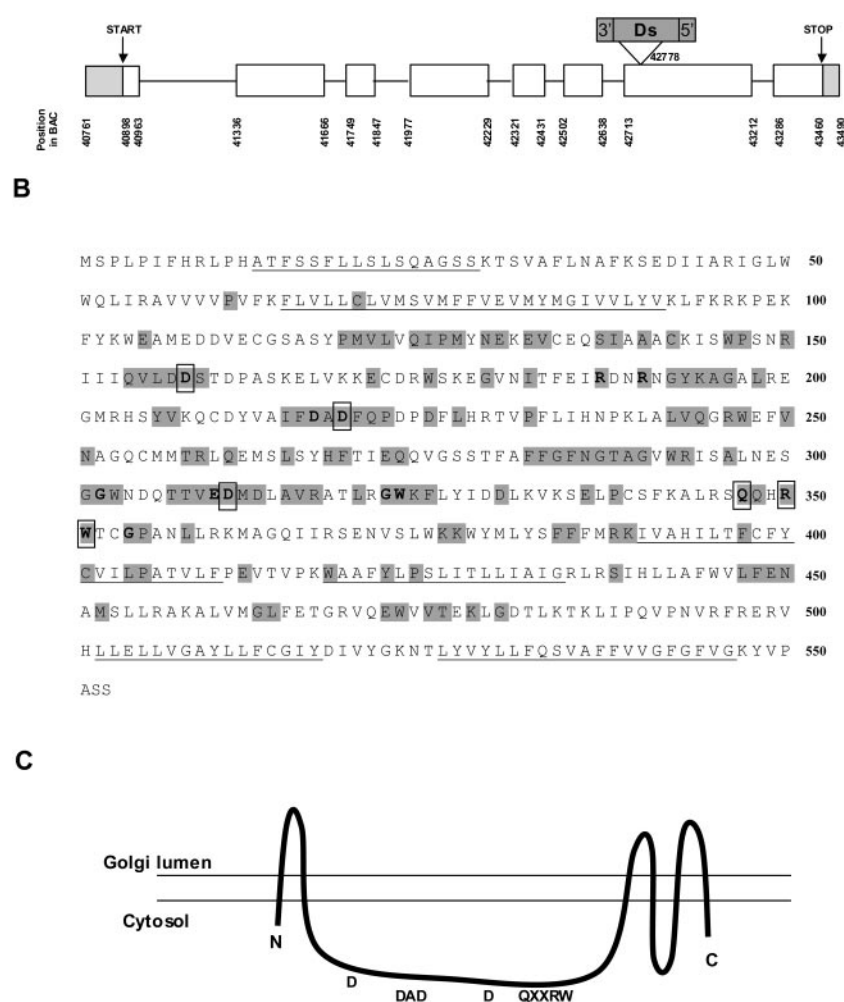 START
3' Ds 5'
STOP
42778
Position in BAC
40761 40898 40963 41336 41666 41749 41847 41977 42229 42321 42431 42502 42638 42713 43212 43286 43460 43490
B
MSPLPIFHRLPHATFSSFLLSLSQAGSSKTSVAFLNAFKSEDIIARIGLW 50
WQLIRAVVVVPVFKFLVLLCLVMSVMFFVEVMYMGIVVLYVKLFKRKPEK 100
FYKWEAMEDDVECGSASYPMVLVQIPMYNEKEVCEQSIAAACKISWPSNR 150
IIIQVLDDSTDPASKELVKKECDRWSKEGVNITFEIRDNRNGYKAGALRE 200
GMRHSYVKQCDYVAIFDADFQPDPDFLHRTVPFLIHNPKLALVQGRWEFV 250
NAGQCMMTRLQEMSLSYHFTIEQQVGSSTFAFFGFNGTAGVWRISALNES 300
GGWNDQTTVEDMDLAVRATLRGWKFLYIDDLKVKSELPCSFKALRSQQHR 350
WTCGPANLLRKMAGQIIRSENVSLWKKWYMLYSFFFMRKIVAHILTFCFY 400
CVILPATVLFPEVTVPKWAAFYLPSLITLLIAIGRLRSIHLLAFWVLFEN 450
AMSLLRAKALVMGLFETGRVQEWVVTEKLGDTLKTKLIPQVPNVRFRERV 500
HLLELLVGAYLLFCGIYDIVYGKNTLYVYLLFQSVAFFVVGFGFVGKYVP 550
ASS
C
Golgi lumen
Cytosol
N
C
D
DAD
D
QXXRW